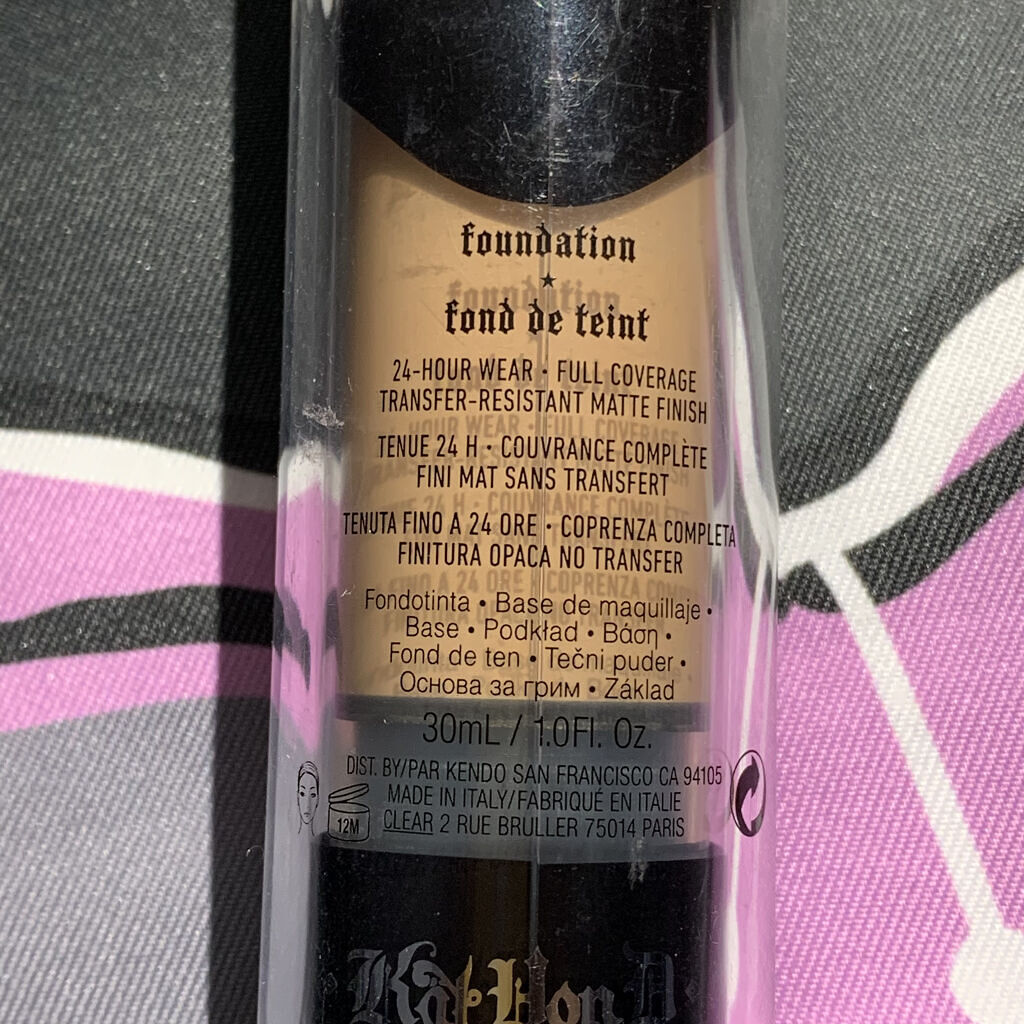 foundation
★
fond de teint
24-HOUR WEAR • FULL COVERAGE
TRANSFER-RESISTANT MATTE FINISH
TENUE 24 H • COUVRANCE COMPLÈTE
FINI MAT SANS TRANSFERT
TENUTA FINO A 24 ORE • COPRENZA COMPLETA
FINITURA OPACA NO TRANSFER
Fondotinta • Base de maquillaje •
Base • Podkład • Βάση •
Fond de ten • Tečni puder •
Основа за грим • Základ
30mL / 1.0Fl. Oz.
DIST. BY/PAR KENDO SAN FRANCISCO CA 94105
MADE IN ITALY/FABRIQUÉ EN ITALIE
12M
CLEAR 2 RUE BRULLER 75014 PARIS
Kat Von D